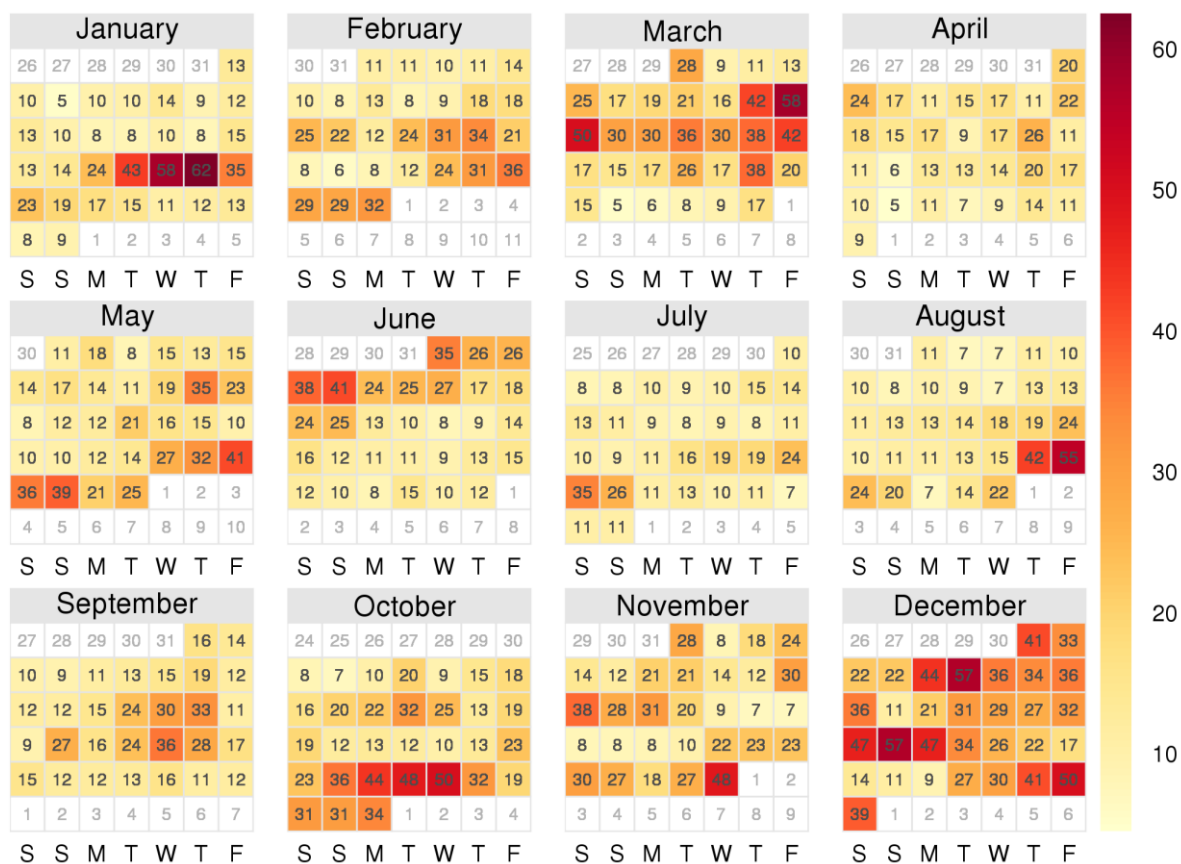 January February March April
26 27 28 29 30 31 13 30 31 11 11 10 11 14 27 28 29 28 9 11 13 26 27 28 29 30 31 20 60
10 5 10 10 14 9 12 10 8 13 8 9 18 18 25 17 19 21 16 42 58 24 17 11 15 17 11 22
13 10 8 8 10 8 15 25 22 12 24 31 34 21 50 30 30 36 30 38 42 18 15 17 9 17 26 11
13 14 24 43 58 62 35 8 6 8 12 24 31 36 17 15 17 26 17 38 20 11 6 13 13 14 20 17 50
23 19 17 15 11 12 13 29 29 32 1 2 3 4 15 5 6 8 9 17 1 10 5 11 7 9 14 11
8 9 1 2 3 4 5 5 6 7 8 9 10 11 2 3 4 5 6 7 8 9 1 2 3 4 5 6
S S M T W T F S S M T W T F S S M T W T F S S M T W T F
May June July August 40
30 11 18 8 15 13 15 28 29 30 31 35 26 26 25 26 27 28 29 30 10 30 31 11 7 7 11 10
14 17 14 11 19 35 23 38 41 24 25 27 17 18 8 8 10 9 10 15 14 8 10 10 9 7 13 13
8 12 12 21 16 15 10 24 25 13 10 8 9 14 13 11 9 8 9 8 11 11 13 13 14 18 19 24
10 10 12 14 27 32 41 16 12 11 11 9 13 15 10 9 11 16 19 19 24 10 11 11 13 15 42 55 30
36 39 21 25 1 2 3 12 10 8 15 10 12 1 35 26 11 13 10 11 7 24 20 7 14 22 1 2
4 5 6 7 8 9 10 2 3 4 5 6 7 8 11 11 1 2 3 4 5 3 4 5 6 7 8 9
S S M T W T F S S M T W T F S S M T W T F S S M T W T F
September October November December 20
27 28 29 30 31 16 14 24 25 26 27 28 29 30 29 30 31 28 8 18 24 26 27 28 29 30 41 33
10 9 11 13 15 19 12 8 7 10 20 9 15 18 14 12 21 21 14 12 30 22 22 44 57 36 34 36
12 12 15 24 30 33 11 16 20 22 32 25 13 19 38 28 31 20 9 7 7 36 11 21 31 29 27 32
9 27 16 24 36 28 17 19 12 13 12 10 13 23 8 8 8 10 22 23 23 47 57 47 34 26 22 17 10
15 12 12 13 16 11 12 23 36 44 48 50 32 19 30 27 18 27 48 1 2 14 11 9 27 30 41 50
1 2 3 4 5 6 7 31 31 34 1 2 3 4 3 4 5 6 7 8 9 39 1 2 3 4 5 6
S S M T W T F S S M T W T F S S M T W T F S S M T W T F